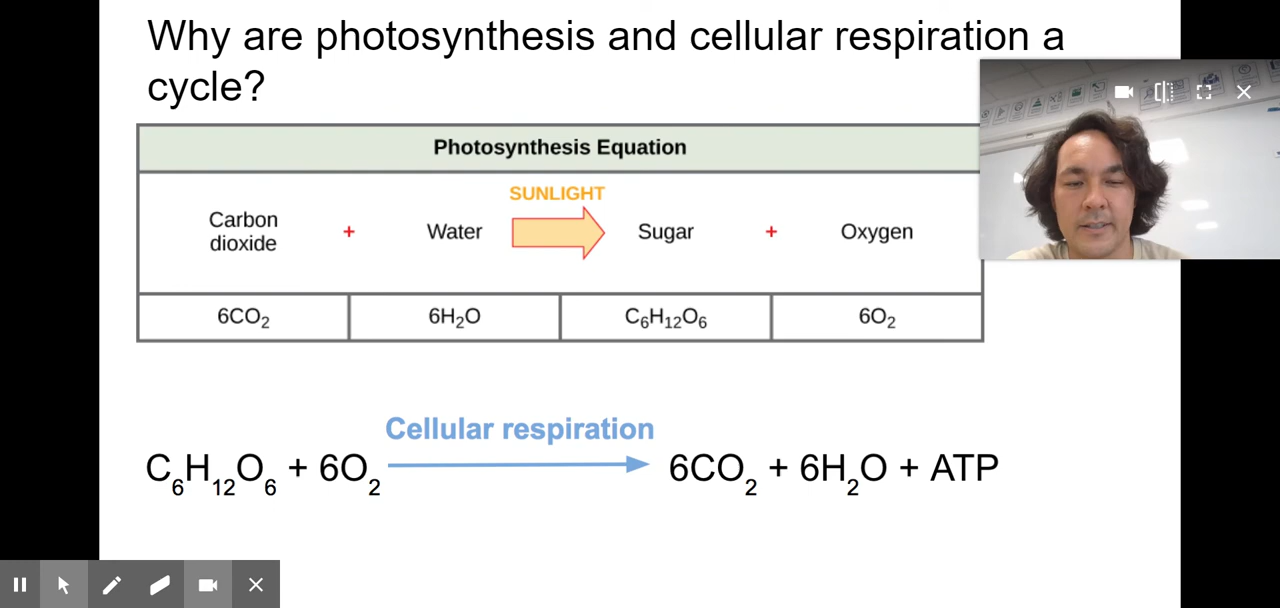 Why are photosynthesis and cellular respiration a
cycle?
Photosynthesis Equation
SUNLIGHT
Carbon
dioxide
+ Water Sugar + Oxygen
6CO₂ 6H₂O C₆H₁₂O₆ 6O₂
Cellular respiration
C₆H₁₂O₆ + 6O₂ 6CO₂ + 6H₂O + ATP